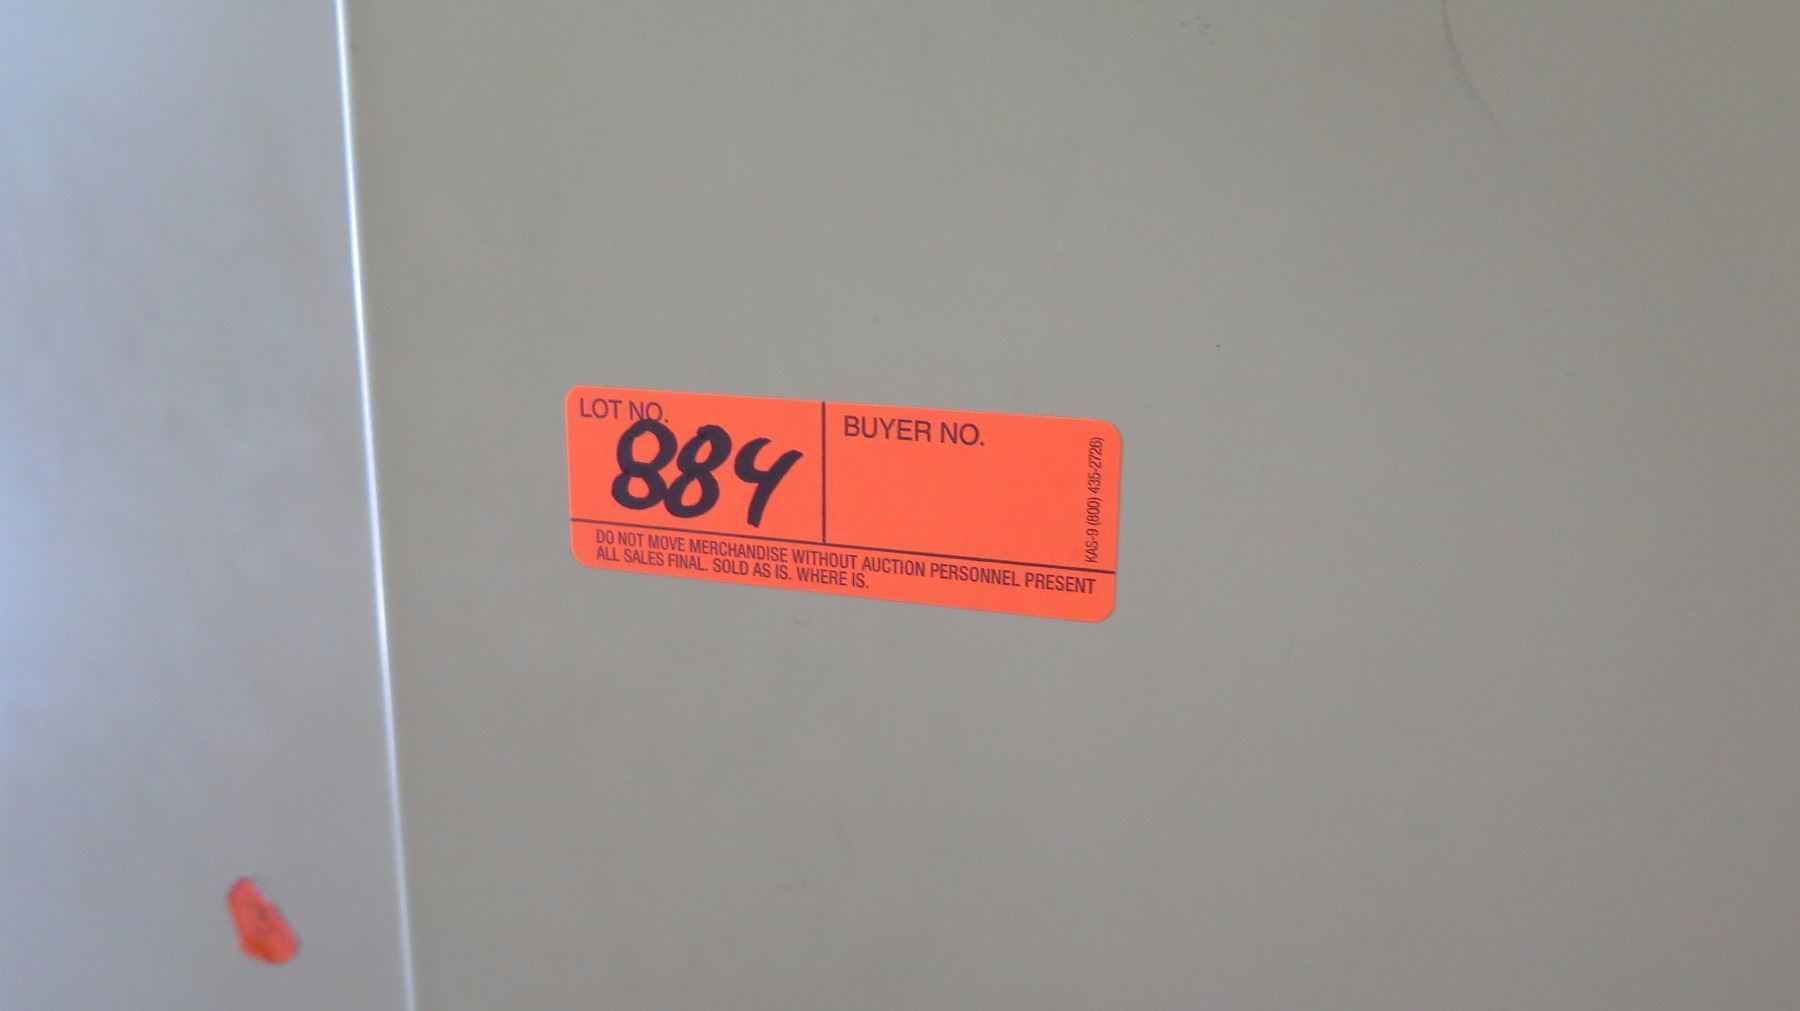 LOT NO.
884
BUYER NO.
KAS-9 (800) 435-2726)
DO NOT MOVE MERCHANDISE WITHOUT AUCTION PERSONNEL PRESENT
ALL SALES FINAL. SOLD AS IS. WHERE IS.